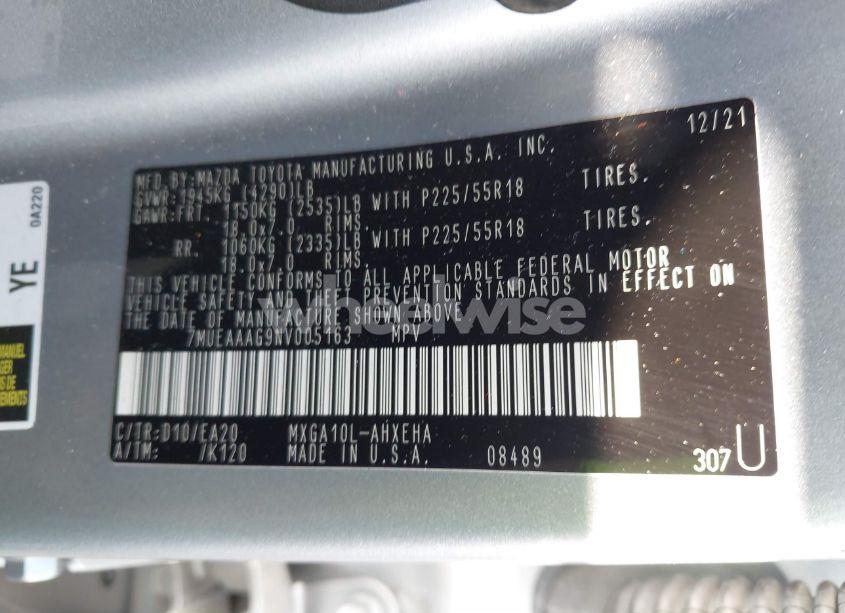 12/21
MFD.BY:MAZDA TOYOTA MANUFACTURING U.S.A. INC.
GVWR:1945KG (4290)LB
GAWR:FRT. 1150KG (2535)LB WITH P225/55R18 TIRES.
18.0x7.0 RIMS.
RR. 1060KG (2335)LB WITH P225/55R18 TIRES.
18.0x7.0 RIMS.
THIS VEHICLE CONFORMS TO ALL APPLICABLE FEDERAL MOTOR
VEHICLE SAFETY AND THEFT PREVENTION STANDARDS IN EFFECT ON
THE DATE OF MANUFACTURE SHOWN ABOVE.
7MUEAAAG9NV005163 MPV
C/TR:D10/EA20 MXGA10L-AHXEHA
A/TM: /K120 MADE IN U.S.A. 08489
307U
0A220
YE
wheelwise